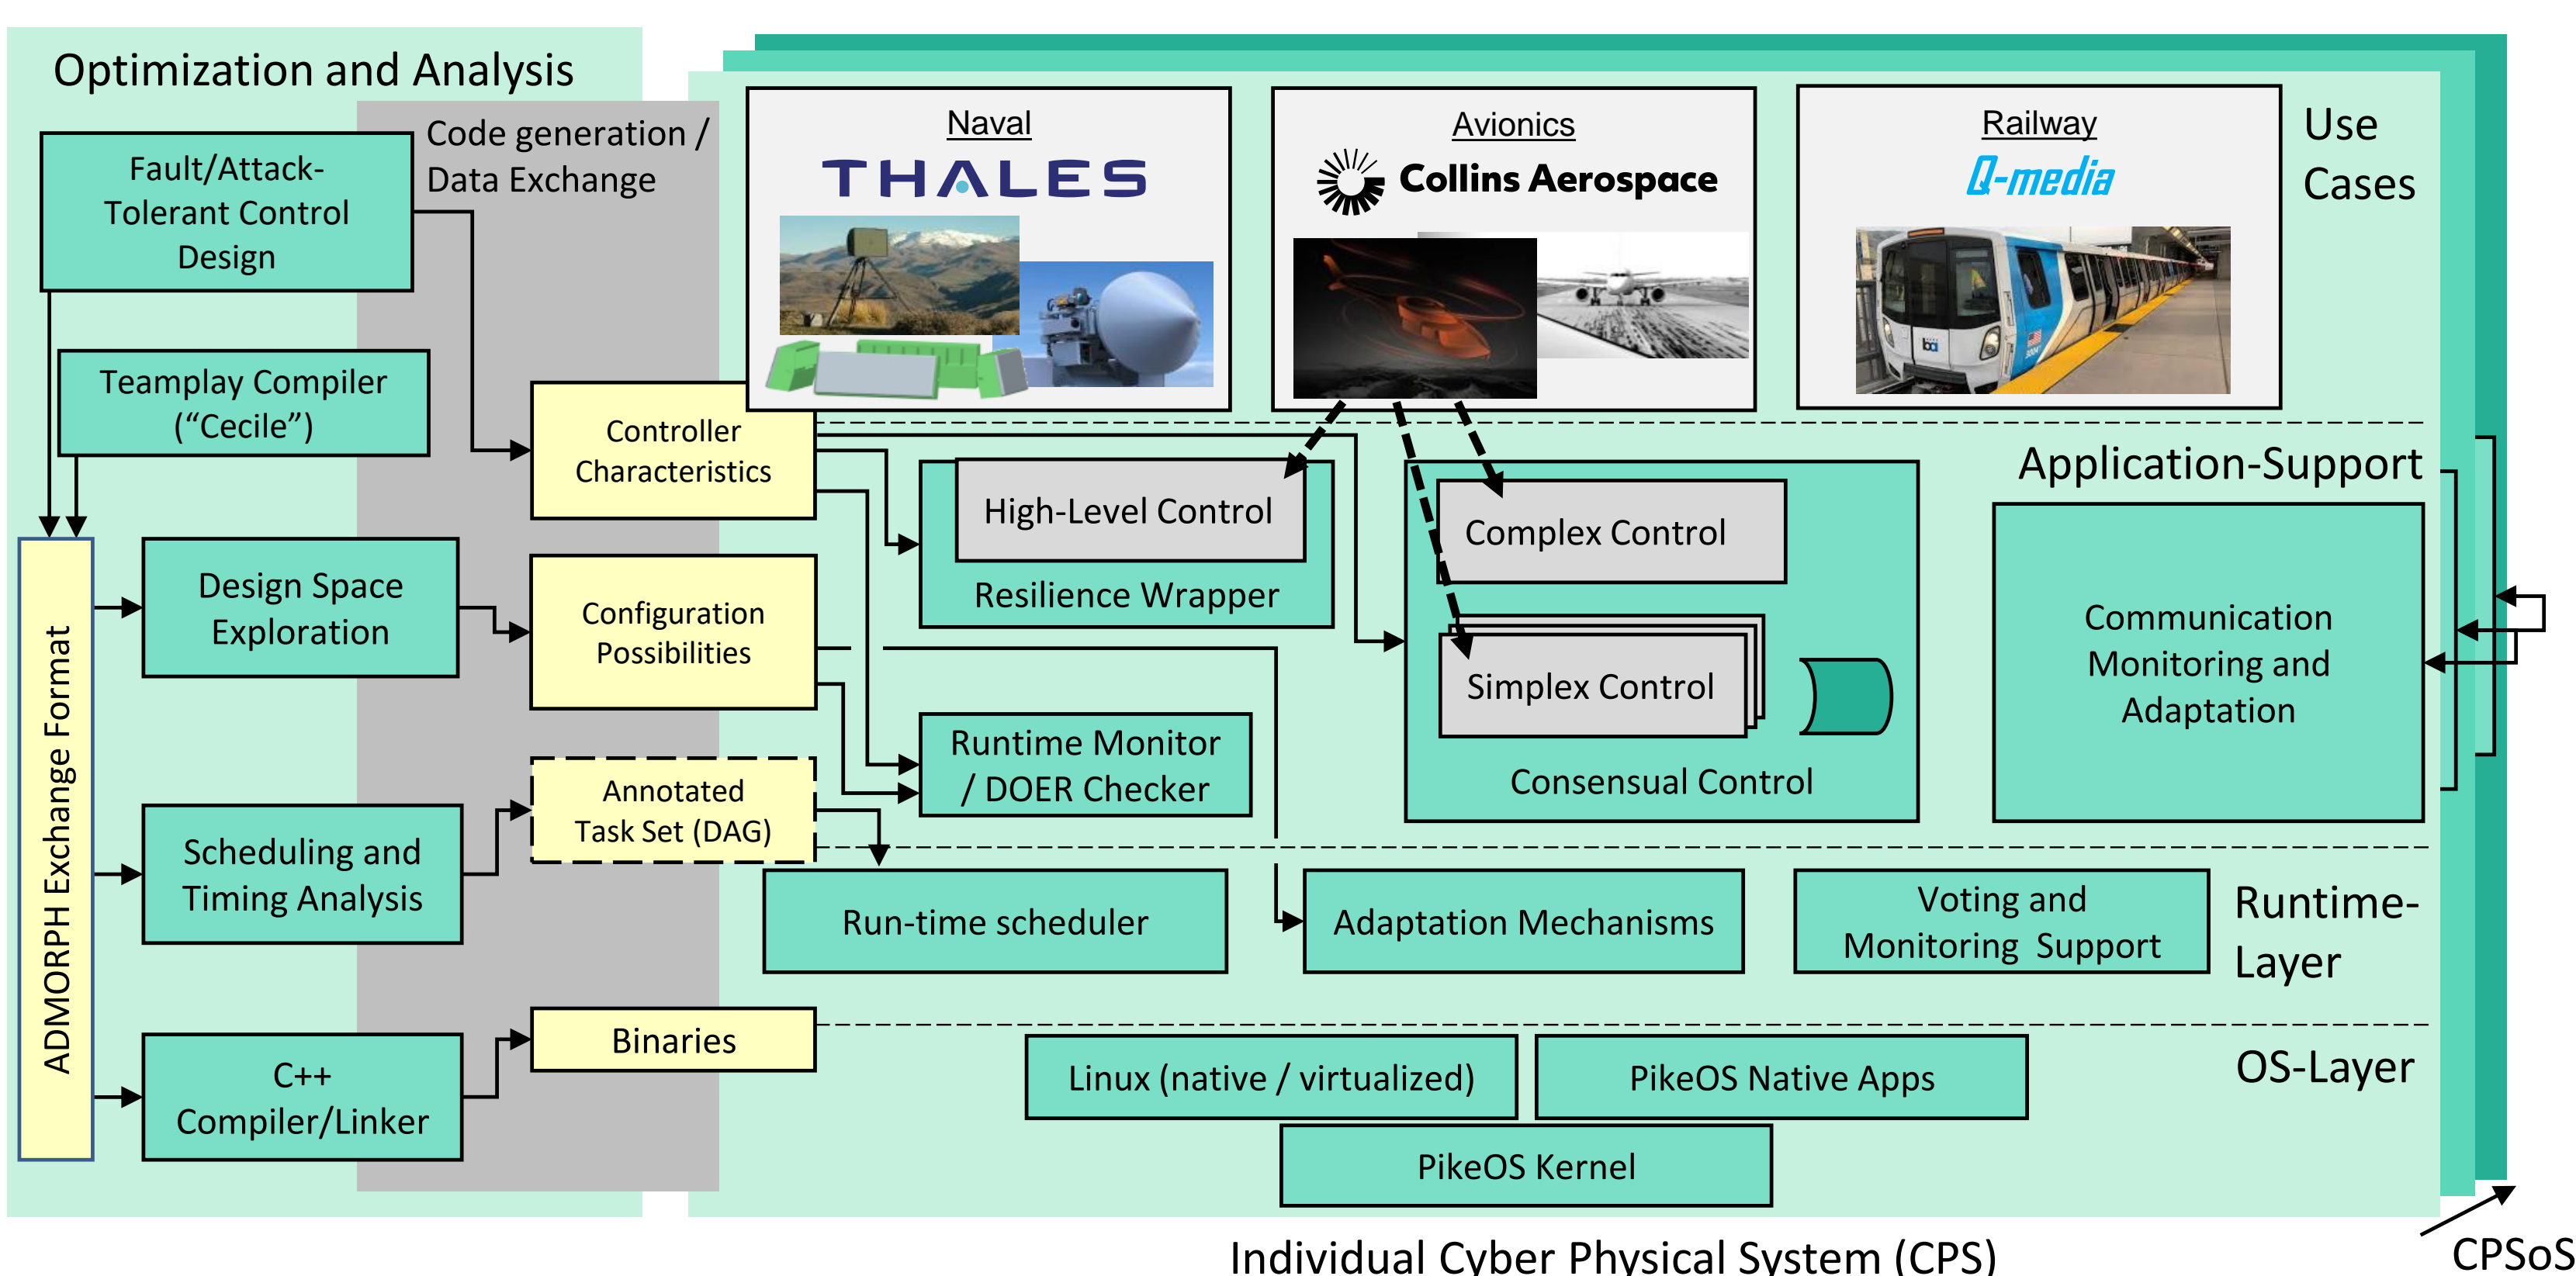 Optimization and Analysis
Code generation /
Data Exchange
Fault/Attack-
Tolerant Control
Design
Teamplay Compiler
(“Cecile”)
ADMORPH Exchange Format
Design Space
Exploration
Scheduling and
Timing Analysis
C++
Compiler/Linker
Controller
Characteristics
Configuration
Possibilities
Annotated
Task Set (DAG)
Binaries
Naval
THALES
Avionics
Collins Aerospace
Railway
Q-media
Use
Cases
Application-Support
High-Level Control
Resilience Wrapper
Complex Control
Simplex Control
Consensual Control
Communication
Monitoring and
Adaptation
Runtime Monitor
/ DOER Checker
Run-time scheduler
Adaptation Mechanisms
Voting and
Monitoring Support
Runtime-
Layer
Linux (native / virtualized)
PikeOS Native Apps
OS-Layer
PikeOS Kernel
Individual Cyber Physical System (CPS)
CPSoS